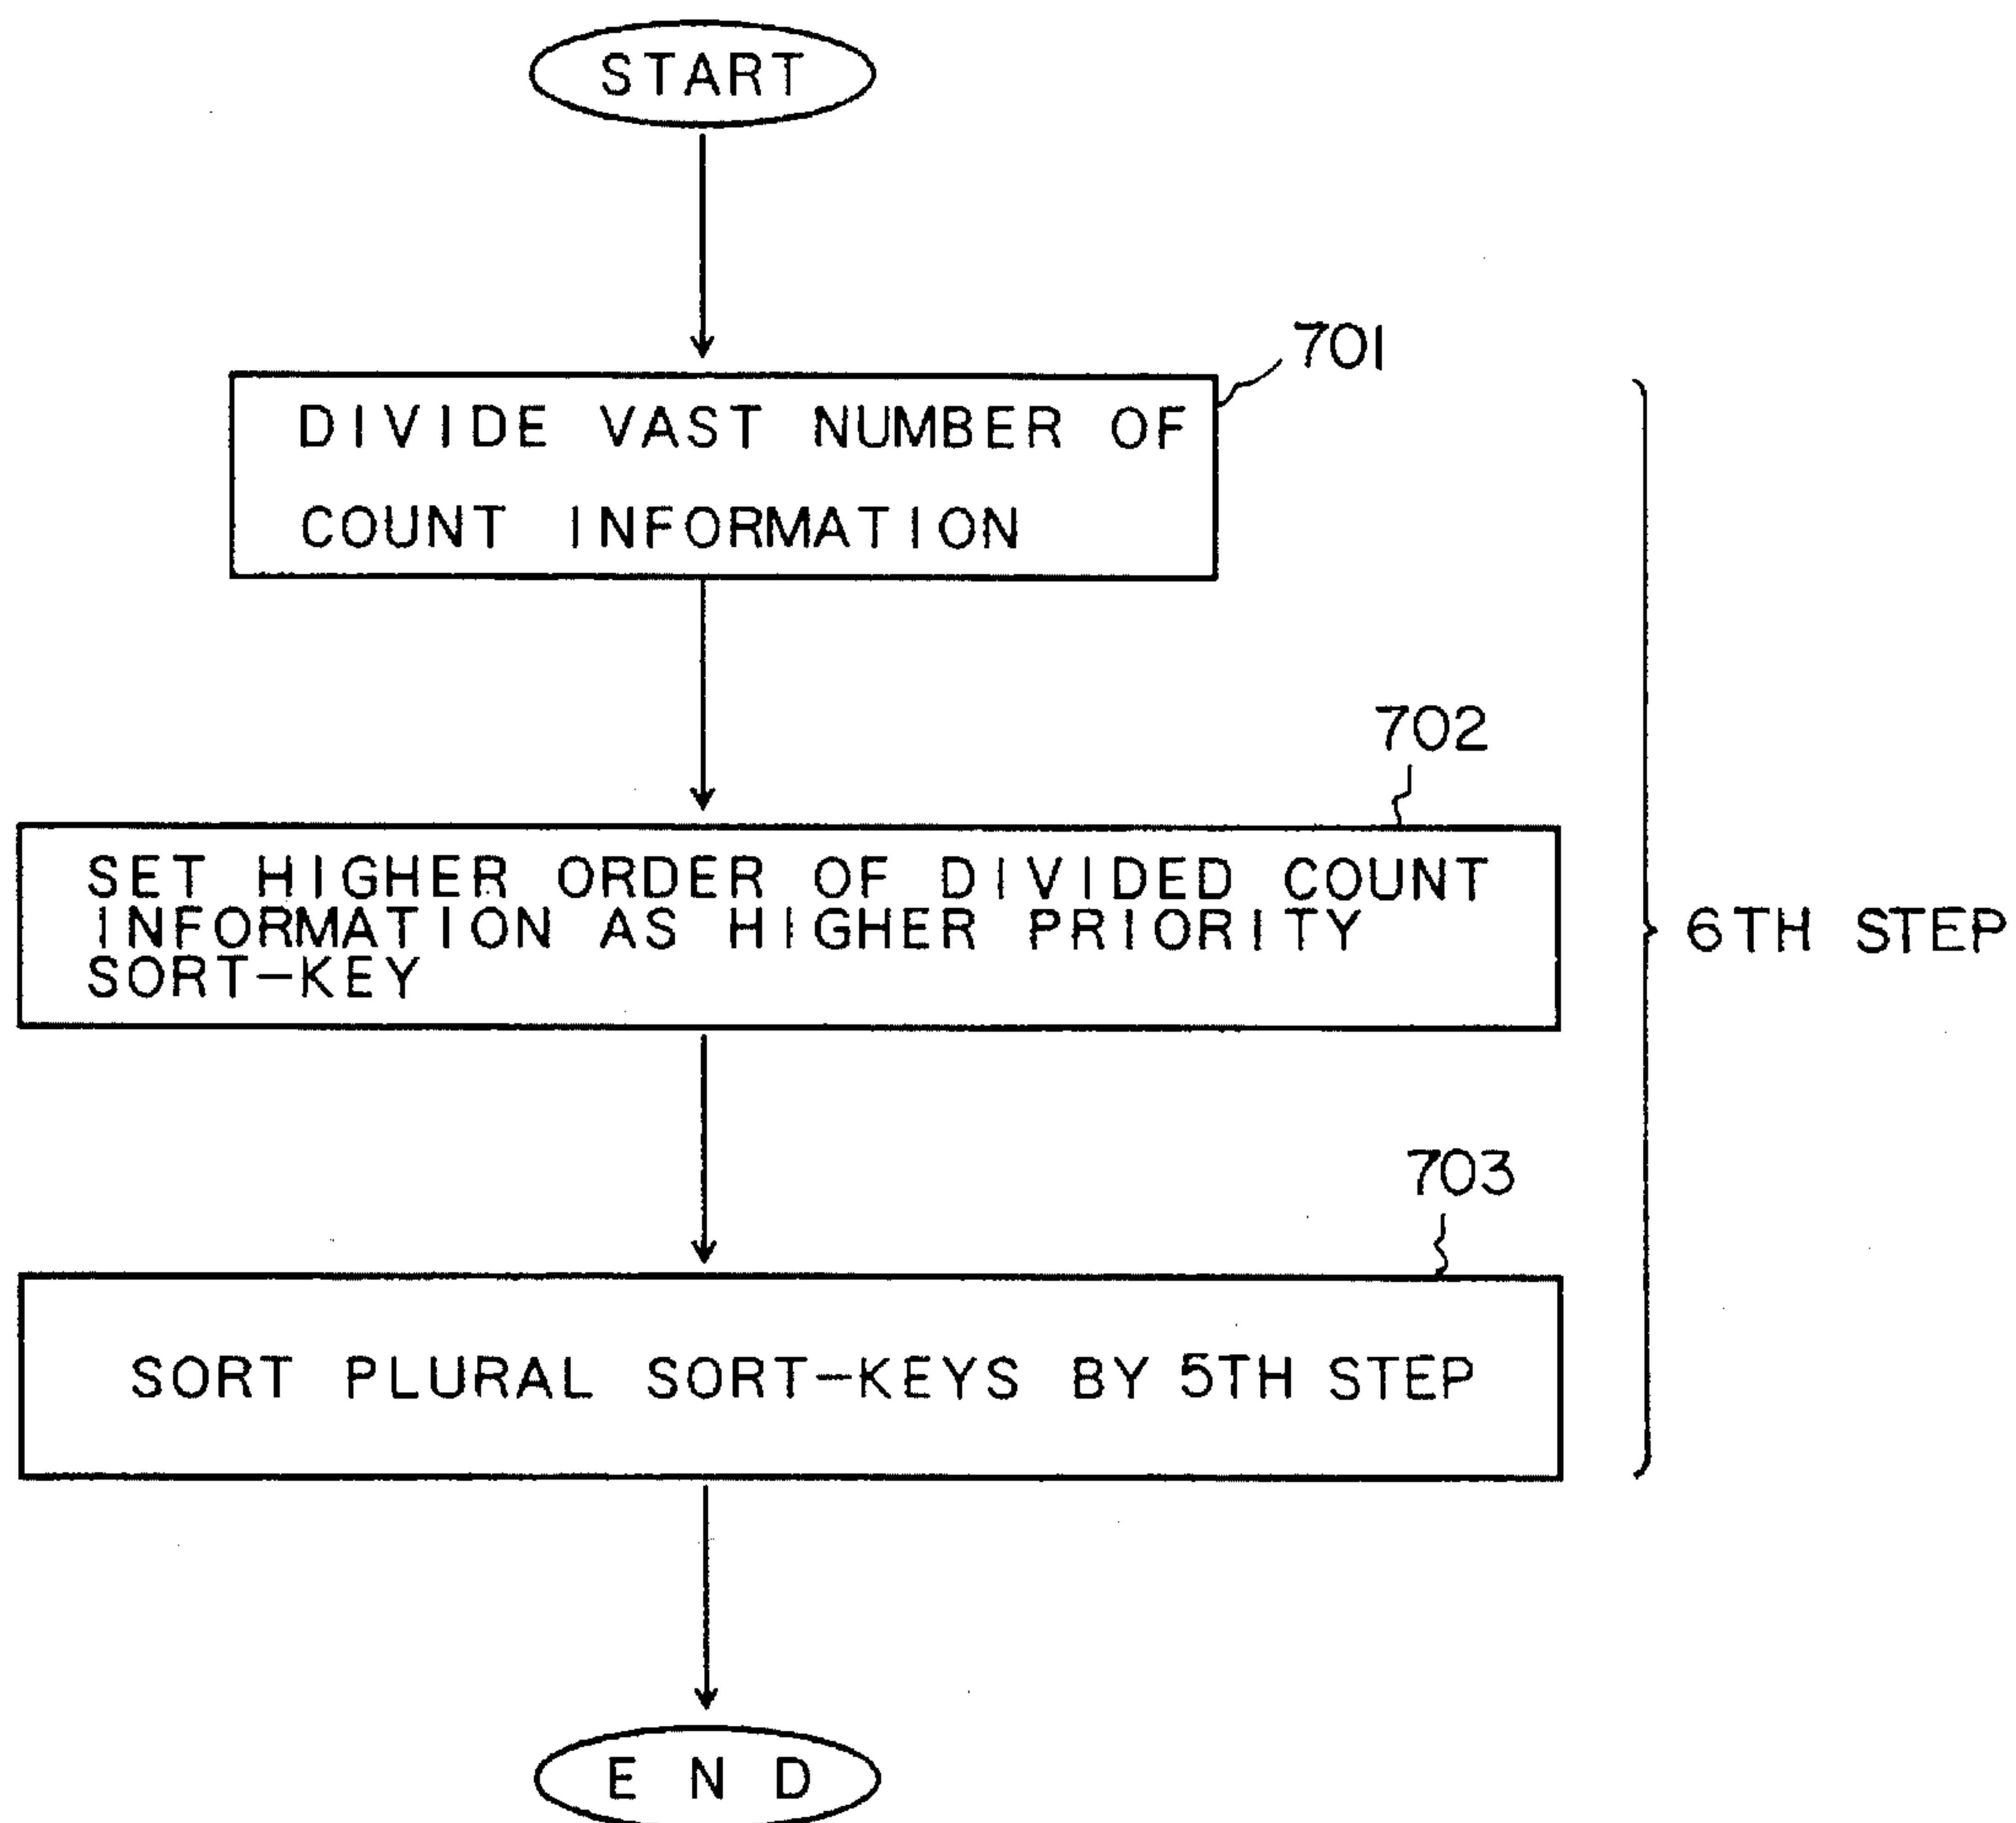 START
701
DIVIDE VAST NUMBER OF
COUNT INFORMATION
702
SET HIGHER ORDER OF DIVIDED COUNT
INFORMATION AS HIGHER PRIORITY
SORT-KEY
6TH STEP
703
SORT PLURAL SORT-KEYS BY 5TH STEP
END